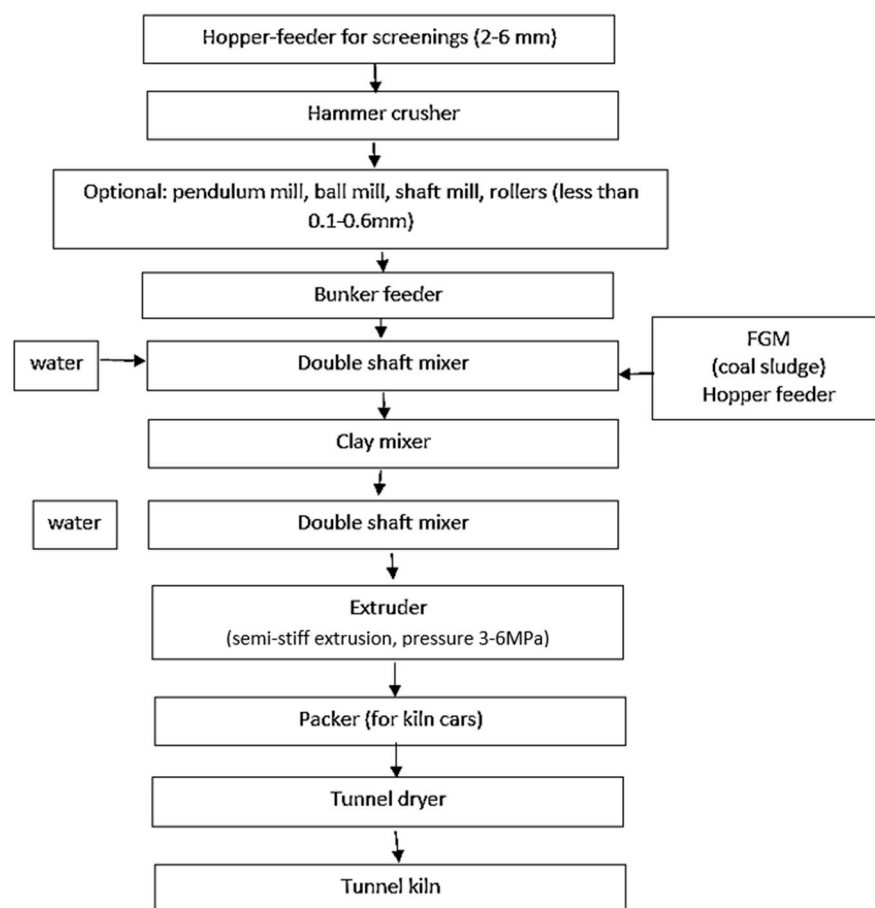 Hopper-feeder for screenings (2-6 mm)
Hammer crusher
Optional: pendulum mill, ball mill, shaft mill, rollers (less than
0.1-0.6mm)
Bunker feeder
water
Double shaft mixer
FGM
(coal sludge)
Hopper feeder
Clay mixer
water
Double shaft mixer
Extruder
(semi-stiff extrusion, pressure 3-6MPa)
Packer (for kiln cars)
Tunnel dryer
Tunnel kiln